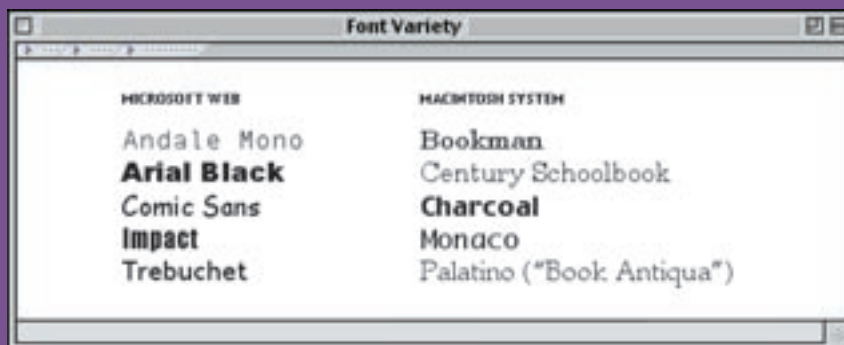 Font Variety
MICROSOFT WEB
Andale Mono
Arial Black
Comic Sans
Impact
Trebuchet
MACINTOSH SYSTEM
Bookman
Century Schoolbook
Charcoal
Monaco
Palatino (“Book Antiqua”)